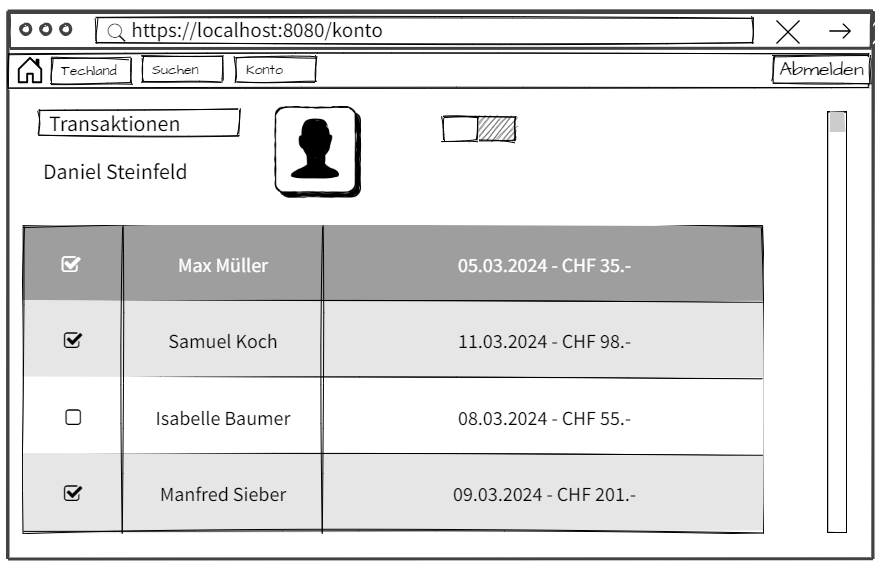 https://localhost:8080/konto
Techland Suchen Konto Abmelden
Transaktionen
Daniel Steinfeld
Max Müller 05.03.2024 - CHF 35.-
Samuel Koch 11.03.2024 - CHF 98.-
Isabelle Baumer 08.03.2024 - CHF 55.-
Manfred Sieber 09.03.2024 - CHF 201.-